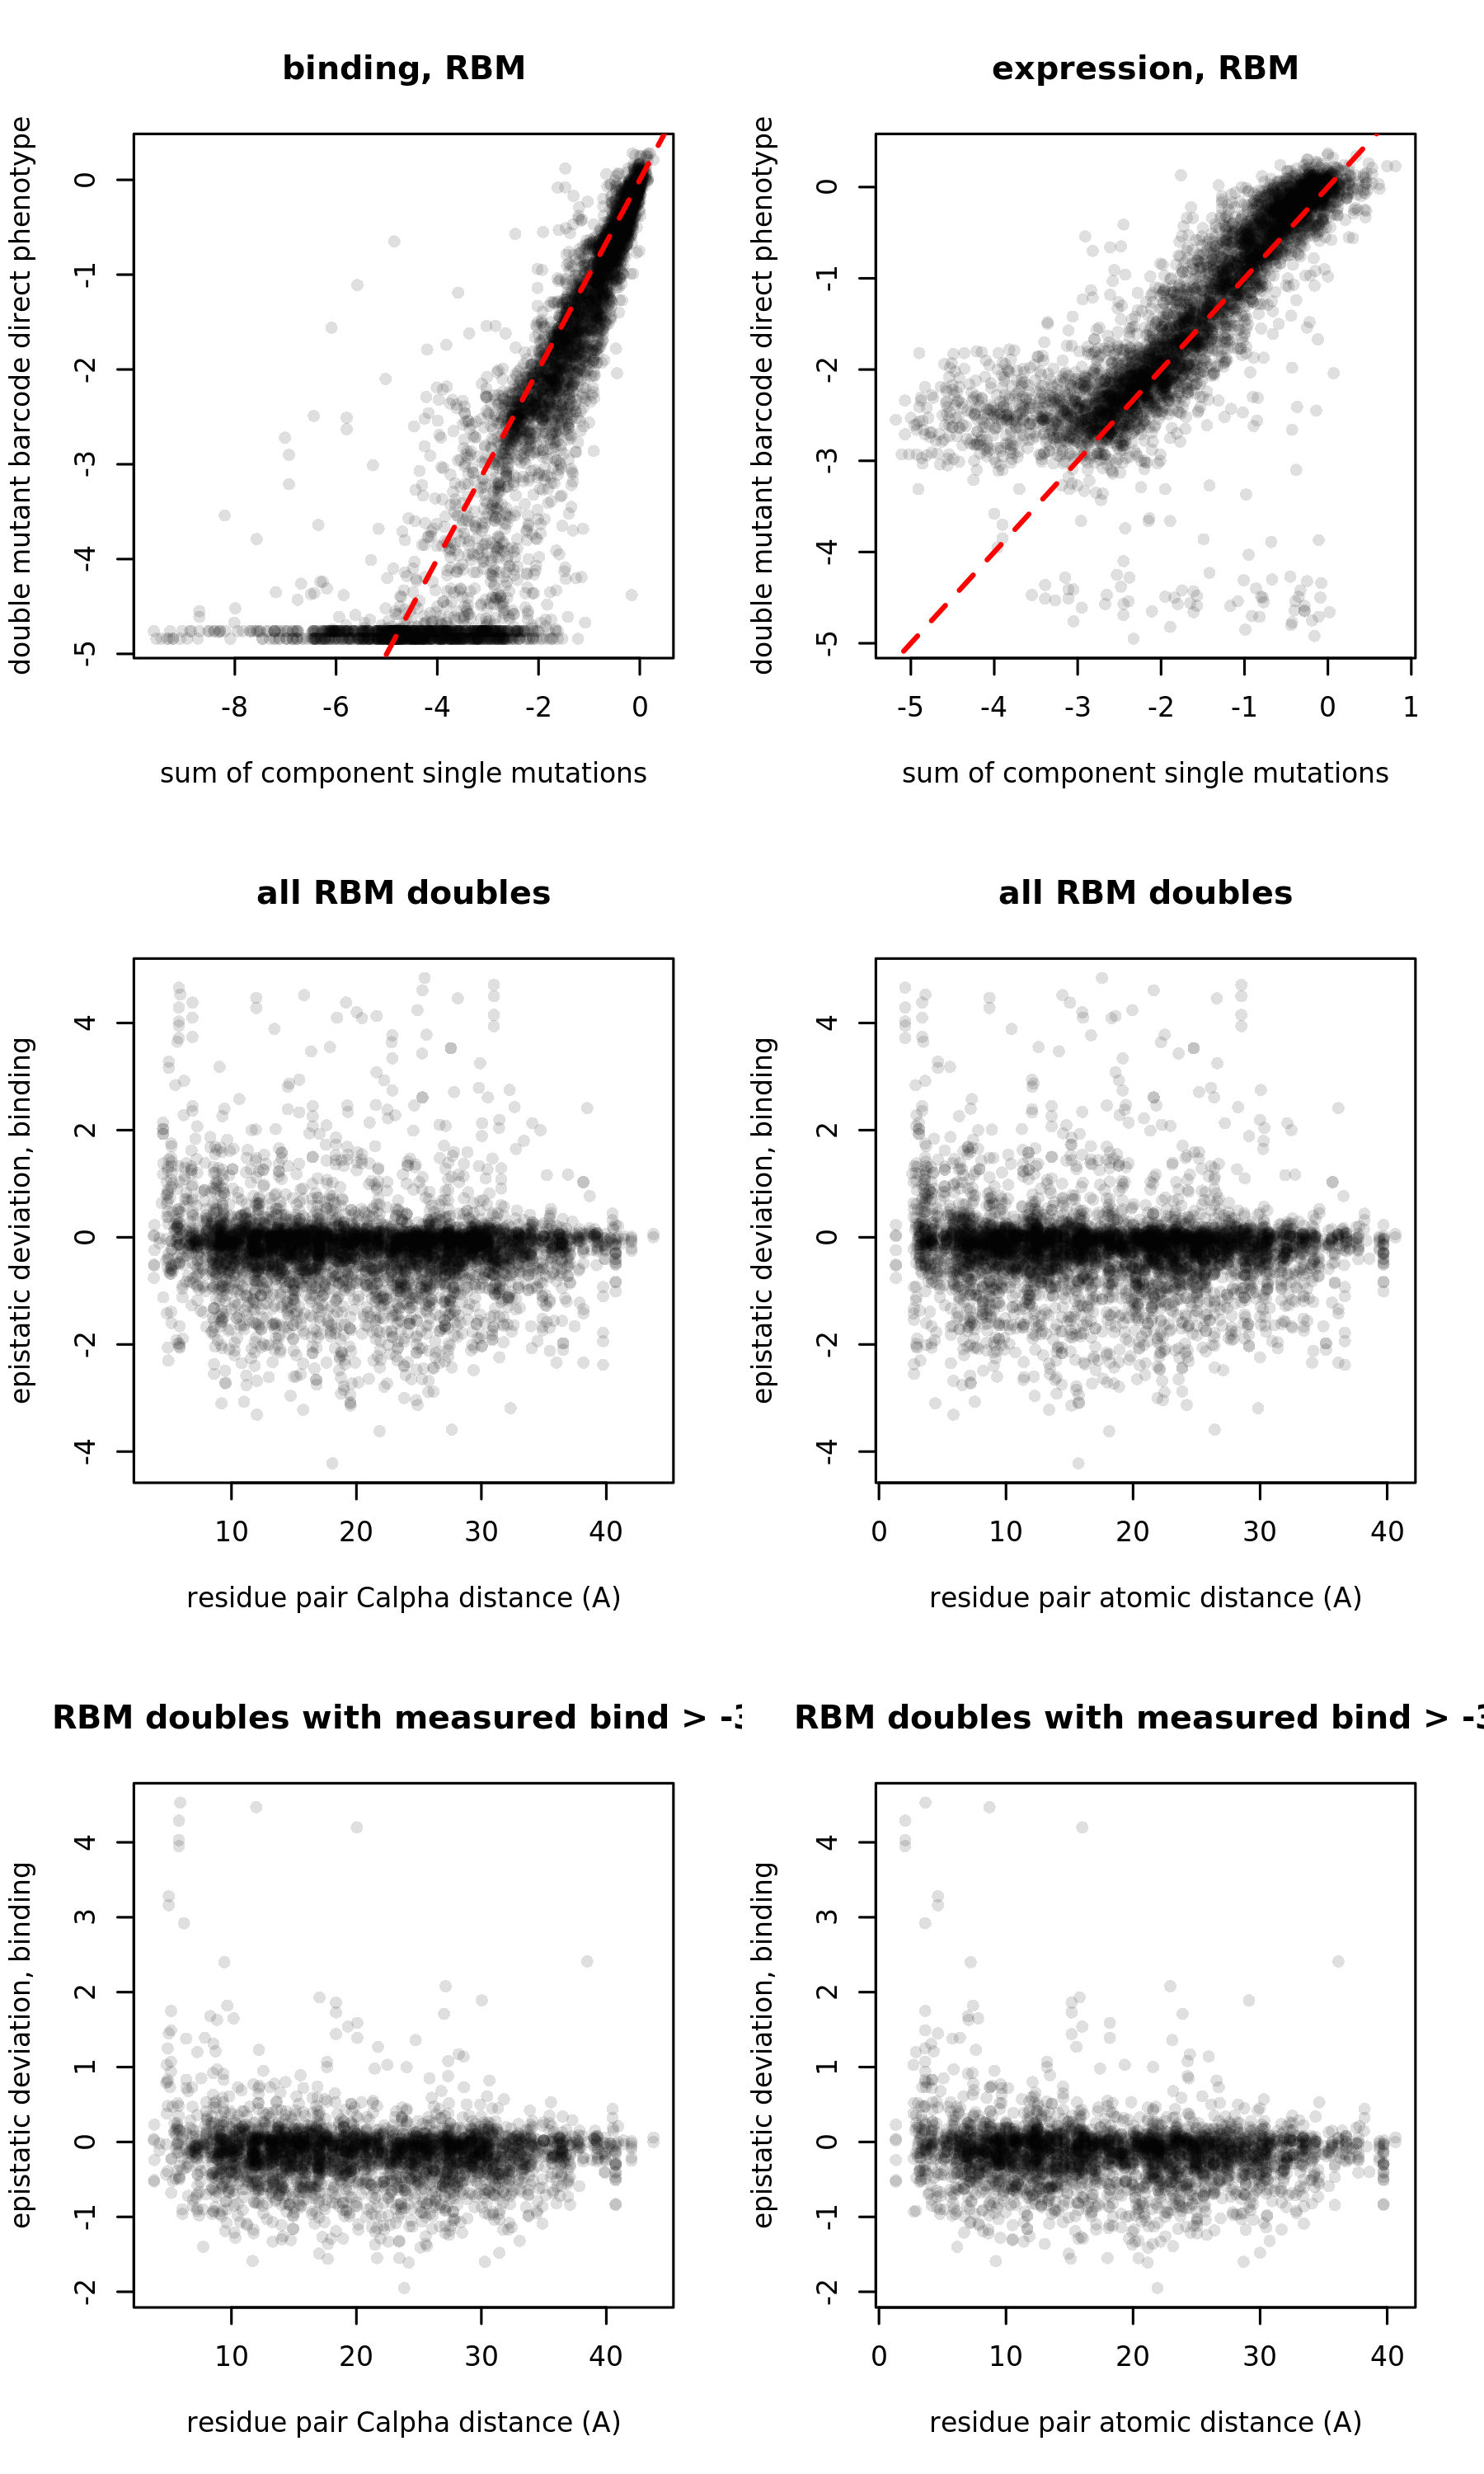 binding, RBM
double mutant barcode direct phenotype
0
-1
-2
-3
-4
-5
-8 -6 -4 -2 0
sum of component single mutations
expression, RBM
double mutant barcode direct phenotype
0
-1
-2
-3
-4
-5
-5 -4 -3 -2 -1 0 1
sum of component single mutations
all RBM doubles
epistatic deviation, binding
4
2
0
-2
-4
10 20 30 40
residue pair Calpha distance (A)
all RBM doubles
epistatic deviation, binding
4
2
0
-2
-4
0 10 20 30 40
residue pair atomic distance (A)
RBM doubles with measured bind > -3
epistatic deviation, binding
4
3
2
1
0
-1
-2
10 20 30 40
residue pair Calpha distance (A)
RBM doubles with measured bind > -3
epistatic deviation, binding
4
3
2
1
0
-1
-2
0 10 20 30 40
residue pair atomic distance (A)